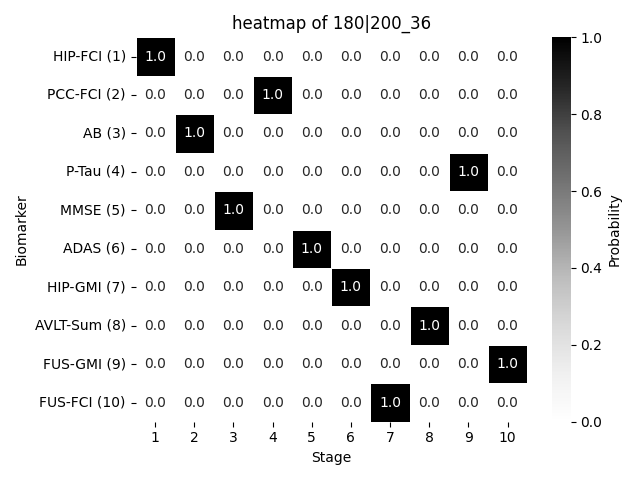 heatmap of 180|200_36
HIP-FCI (1) 1.0 0.0 0.0 0.0 0.0 0.0 0.0 0.0 0.0 0.0
PCC-FCI (2) 0.0 0.0 0.0 1.0 0.0 0.0 0.0 0.0 0.0 0.0
AB (3) 0.0 1.0 0.0 0.0 0.0 0.0 0.0 0.0 0.0 0.0
P-Tau (4) 0.0 0.0 0.0 0.0 0.0 0.0 0.0 0.0 1.0 0.0
MMSE (5) 0.0 0.0 1.0 0.0 0.0 0.0 0.0 0.0 0.0 0.0
ADAS (6) 0.0 0.0 0.0 0.0 1.0 0.0 0.0 0.0 0.0 0.0
HIP-GMI (7) 0.0 0.0 0.0 0.0 0.0 1.0 0.0 0.0 0.0 0.0
AVLT-Sum (8) 0.0 0.0 0.0 0.0 0.0 0.0 0.0 1.0 0.0 0.0
FUS-GMI (9) 0.0 0.0 0.0 0.0 0.0 0.0 0.0 0.0 0.0 1.0
FUS-FCI (10) 0.0 0.0 0.0 0.0 0.0 0.0 1.0 0.0 0.0 0.0
1 2 3 4 5 6 7 8 9 10
Stage
Biomarker
1.0
0.8
0.6
0.4
0.2
0.0
Probability